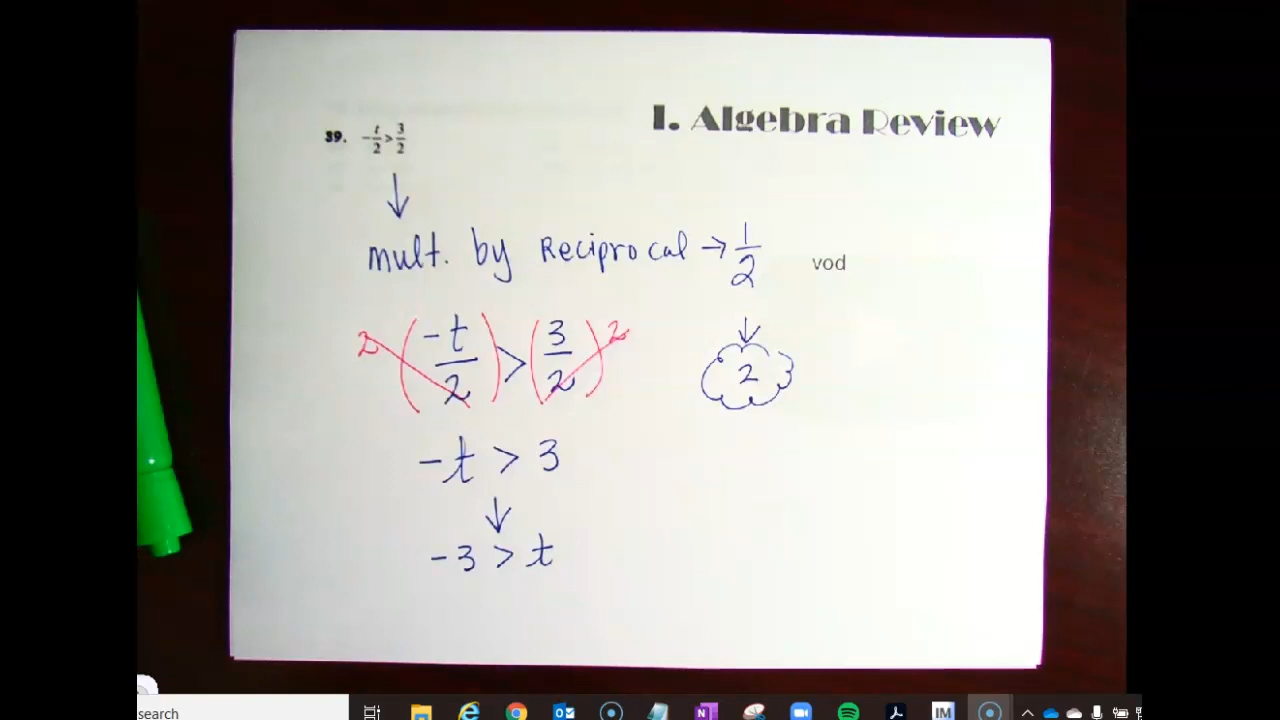 I. Algebra Review
39. -t/2 > 3/2
mult. by Reciprocal → 1/2
vod
2 (-t/2) > (3/2) 2
2
-t > 3
-3 > t
search